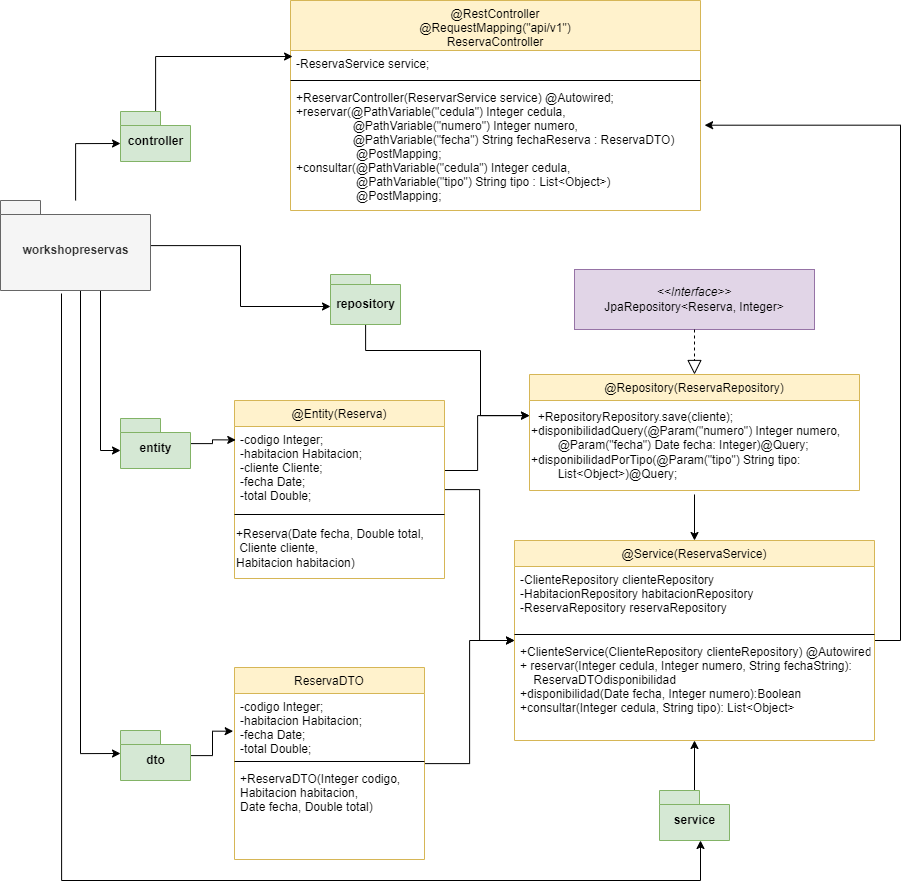 @RestController
@RequestMapping("api/v1")
ReservaController
-ReservaService service;
+ReservarController(ReservarService service) @Autowired;
+reservar(@PathVariable("cedula") Integer cedula,
@PathVariable("numero") Integer numero,
@PathVariable("fecha") String fechaReserva : ReservaDTO)
@PostMapping;
+consultar(@PathVariable("cedula") Integer cedula,
@PathVariable("tipo") String tipo : List<Object>)
@PostMapping;
controller
workshopreservas
repository
<<Interface>>
JpaRepository<Reserva, Integer>
@Repository(ReservaRepository)
+RepositoryRepository.save(cliente);
+disponibilidadQuery(@Param("numero") Integer numero,
@Param("fecha") Date fecha: Integer)@Query;
+disponibilidadPorTipo(@Param("tipo") String tipo:
List<Object>)@Query;
entity
@Entity(Reserva)
-codigo Integer;
-habitacion Habitacion;
-cliente Cliente;
-fecha Date;
-total Double;
+Reserva(Date fecha, Double total,
Cliente cliente,
Habitacion habitacion)
@Service(ReservaService)
-ClienteRepository clienteRepository
-HabitacionRepository habitacionRepository
-ReservaRepository reservaRepository
+ClienteService(ClienteRepository clienteRepository) @Autowired
+ reservar(Integer cedula, Integer numero, String fechaString):
ReservaDTOdisponibilidad
+disponibilidad(Date fecha, Integer numero):Boolean
+consultar(Integer cedula, String tipo): List<Object>
dto
ReservaDTO
-codigo Integer;
-habitacion Habitacion;
-fecha Date;
-total Double;
+ReservaDTO(Integer codigo,
Habitacion habitacion,
Date fecha, Double total)
service